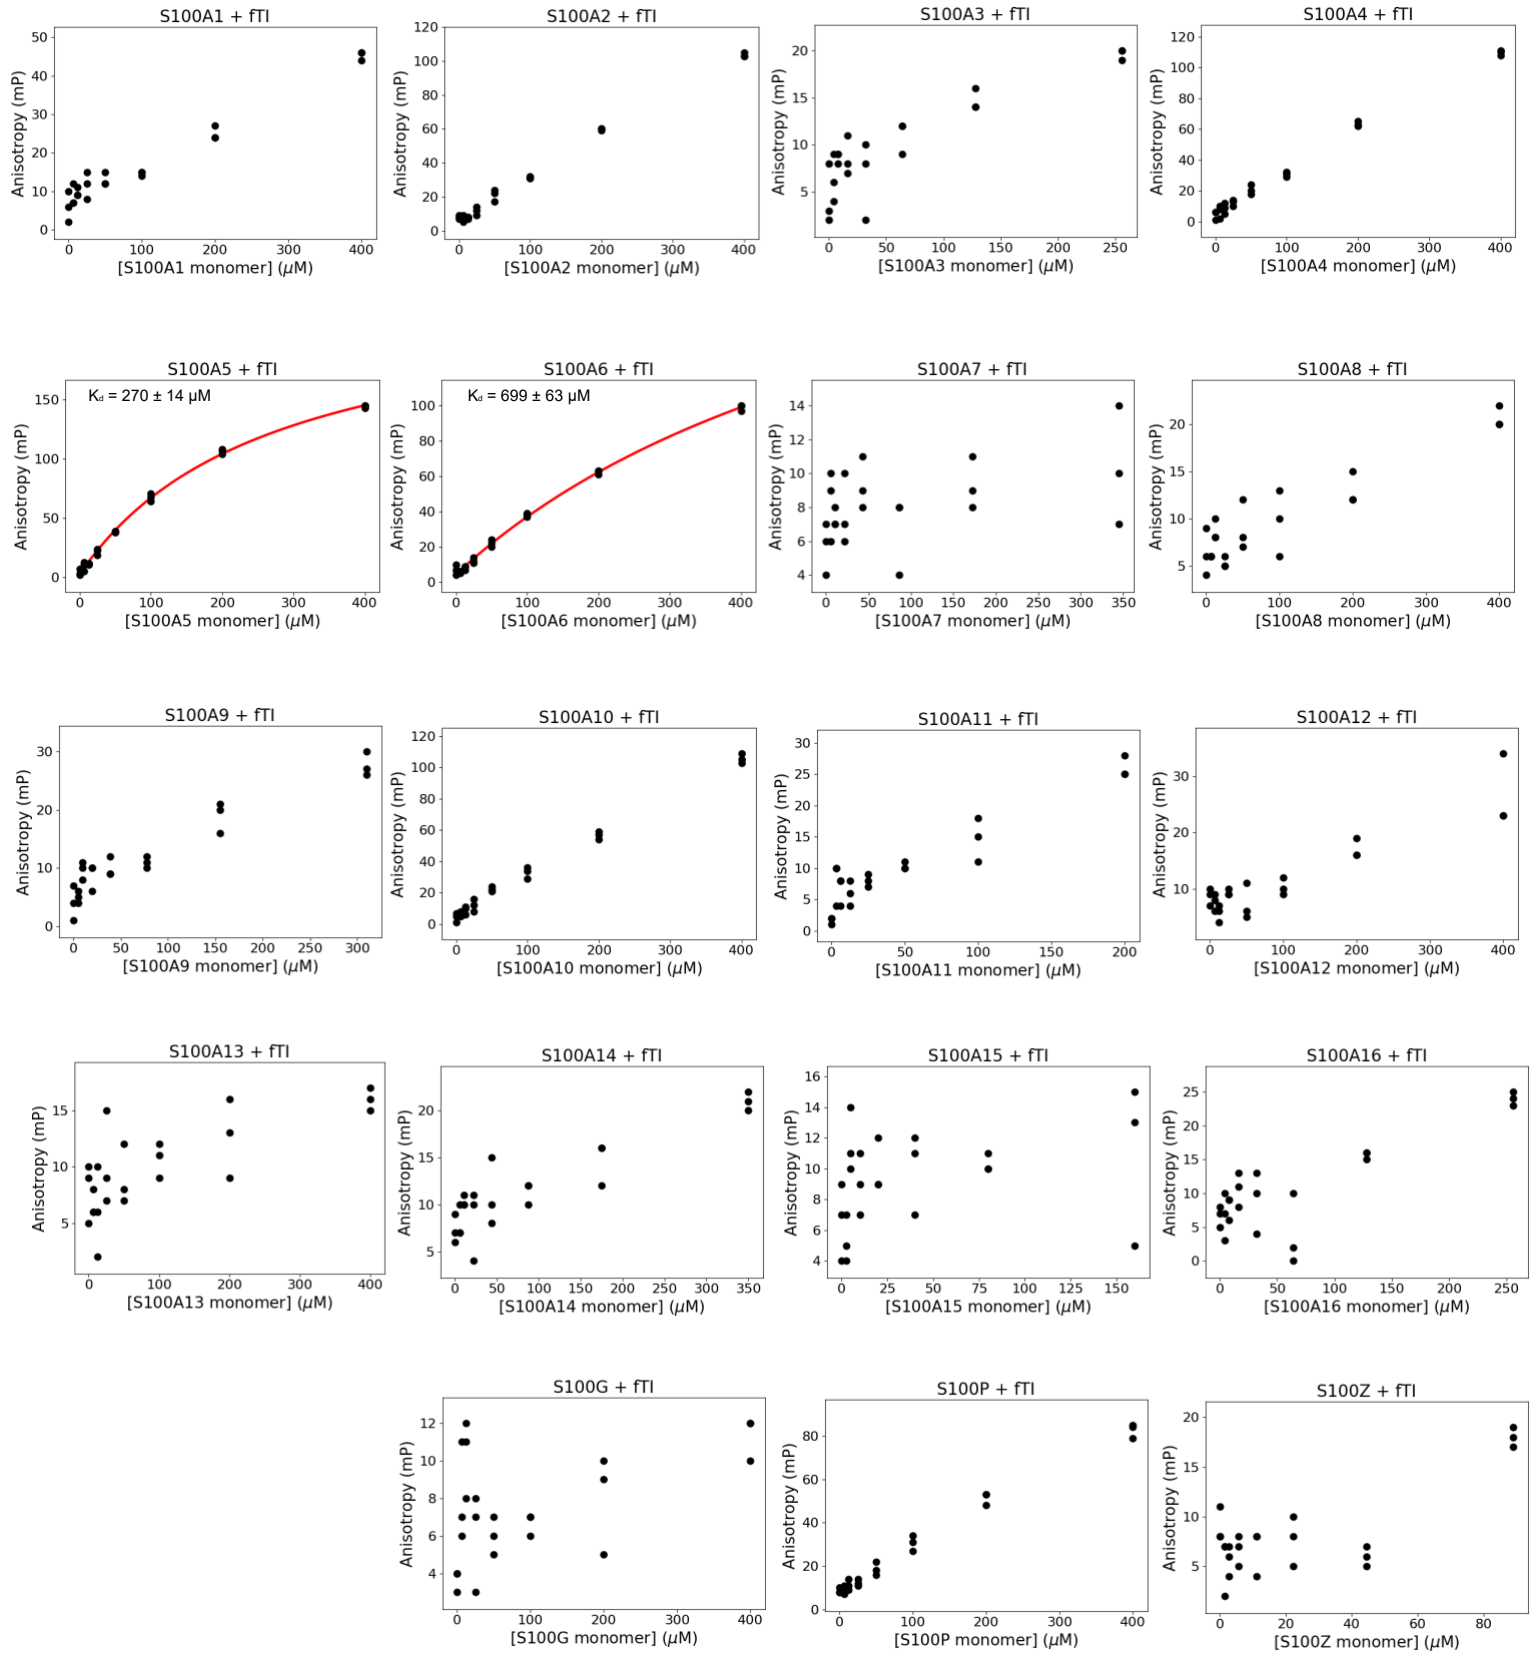 S100A1 + fTI
Anisotropy (mP)
50
40
30
20
10
0
0 100 200 300 400
[S100A1 monomer] (μM)
S100A2 + fTI
Anisotropy (mP)
120
100
80
60
40
20
0
0 100 200 300 400
[S100A2 monomer] (μM)
S100A3 + fTI
Anisotropy (mP)
20
15
10
5
0 50 100 150 200 250
[S100A3 monomer] (μM)
S100A4 + fTI
Anisotropy (mP)
120
100
80
60
40
20
0
0 100 200 300 400
[S100A4 monomer] (μM)
S100A5 + fTI
Kd = 270 ± 14 μM
Anisotropy (mP)
150
100
50
0
0 100 200 300 400
[S100A5 monomer] (μM)
S100A6 + fTI
Kd = 699 ± 63 μM
Anisotropy (mP)
100
80
60
40
20
0
0 100 200 300 400
[S100A6 monomer] (μM)
S100A7 + fTI
Anisotropy (mP)
14
12
10
8
6
4
0 50 100 150 200 250 300 350
[S100A7 monomer] (μM)
S100A8 + fTI
Anisotropy (mP)
20
15
10
5
0 100 200 300 400
[S100A8 monomer] (μM)
S100A9 + fTI
Anisotropy (mP)
30
20
10
0
0 50 100 150 200 250 300
[S100A9 monomer] (μM)
S100A10 + fTI
Anisotropy (mP)
120
100
80
60
40
20
0
0 100 200 300 400
[S100A10 monomer] (μM)
S100A11 + fTI
Anisotropy (mP)
30
25
20
15
10
5
0
0 50 100 150 200
[S100A11 monomer] (μM)
S100A12 + fTI
Anisotropy (mP)
30
20
10
0 100 200 300 400
[S100A12 monomer] (μM)
S100A13 + fTI
Anisotropy (mP)
15
10
5
0 100 200 300 400
[S100A13 monomer] (μM)
S100A14 + fTI
Anisotropy (mP)
20
15
10
5
0 50 100 150 200 250 300 350
[S100A14 monomer] (μM)
S100A15 + fTI
Anisotropy (mP)
16
14
12
10
8
6
4
0 25 50 75 100 125 150
[S100A15 monomer] (μM)
S100A16 + fTI
Anisotropy (mP)
25
20
15
10
5
0
0 50 100 150 200 250
[S100A16 monomer] (μM)
S100G + fTI
Anisotropy (mP)
12
10
8
6
4
0 100 200 300 400
[S100G monomer] (μM)
S100P + fTI
Anisotropy (mP)
80
60
40
20
0
0 100 200 300 400
[S100P monomer] (μM)
S100Z + fTI
Anisotropy (mP)
20
15
10
5
0 20 40 60 80
[S100Z monomer] (μM)